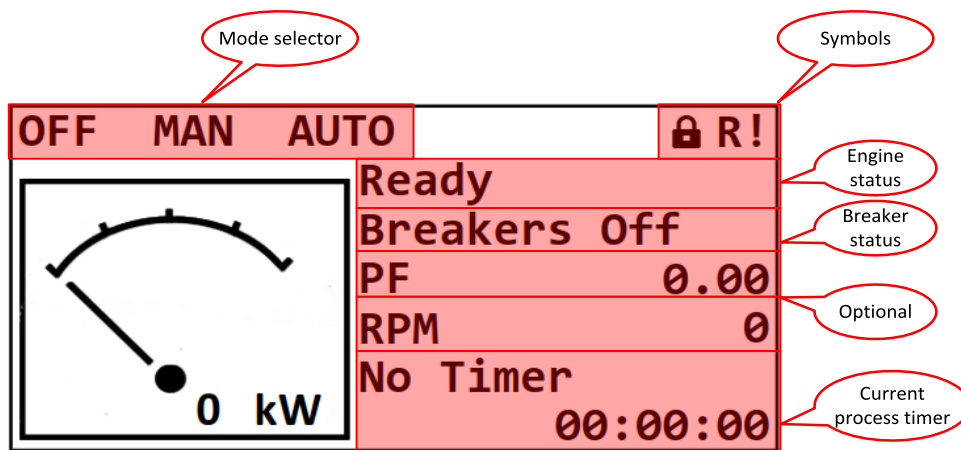 Mode selector
Symbols
OFF MAN AUTO
R!
Ready
Engine
status
Breakers Off
Breaker
status
PF 0.00
Optional
RPM 0
No Timer
00:00:00
Current
process timer
0 kW